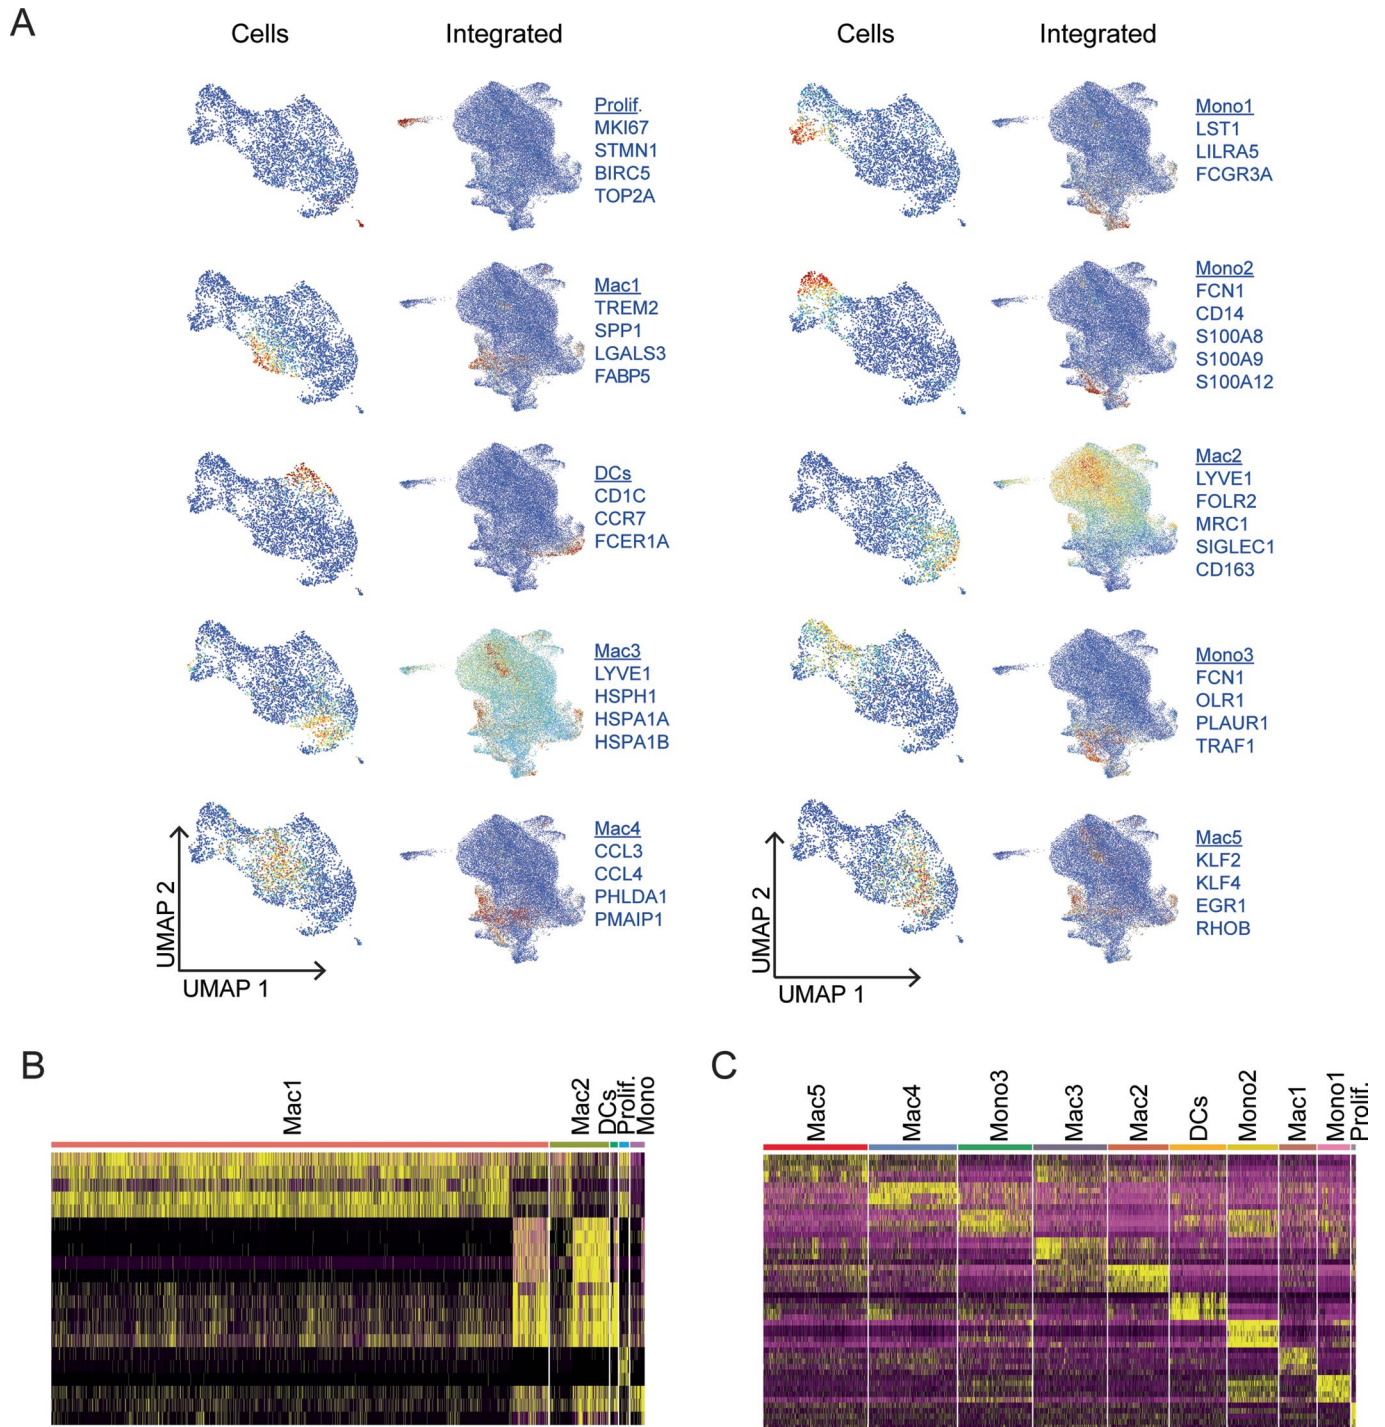 A
Cells
Integrated
Cells
Integrated
Prolif.
MKI67
STMN1
BIRC5
TOP2A
Mono1
LST1
LILRA5
FCGR3A
Mac1
TREM2
SPP1
LGALS3
FABP5
Mono2
FCN1
CD14
S100A8
S100A9
S100A12
DCs
CD1C
CCR7
FCER1A
Mac2
LYVE1
FOLR2
MRC1
SIGLEC1
CD163
Mac3
LYVE1
HSPH1
HSPA1A
HSPA1B
Mono3
FCN1
OLR1
PLAUR1
TRAF1
Mac4
CCL3
CCL4
PHLDA1
PMAIP1
Mac5
KLF2
KLF4
EGR1
RHOB
UMAP 2
UMAP 1
UMAP 2
UMAP 1
B
Mac1
Mac2
DCs
Prolif.
Mono
C
Mac5
Mac4
Mono3
Mac3
Mac2
DCs
Mono2
Mac1
Mono1
Prolif.